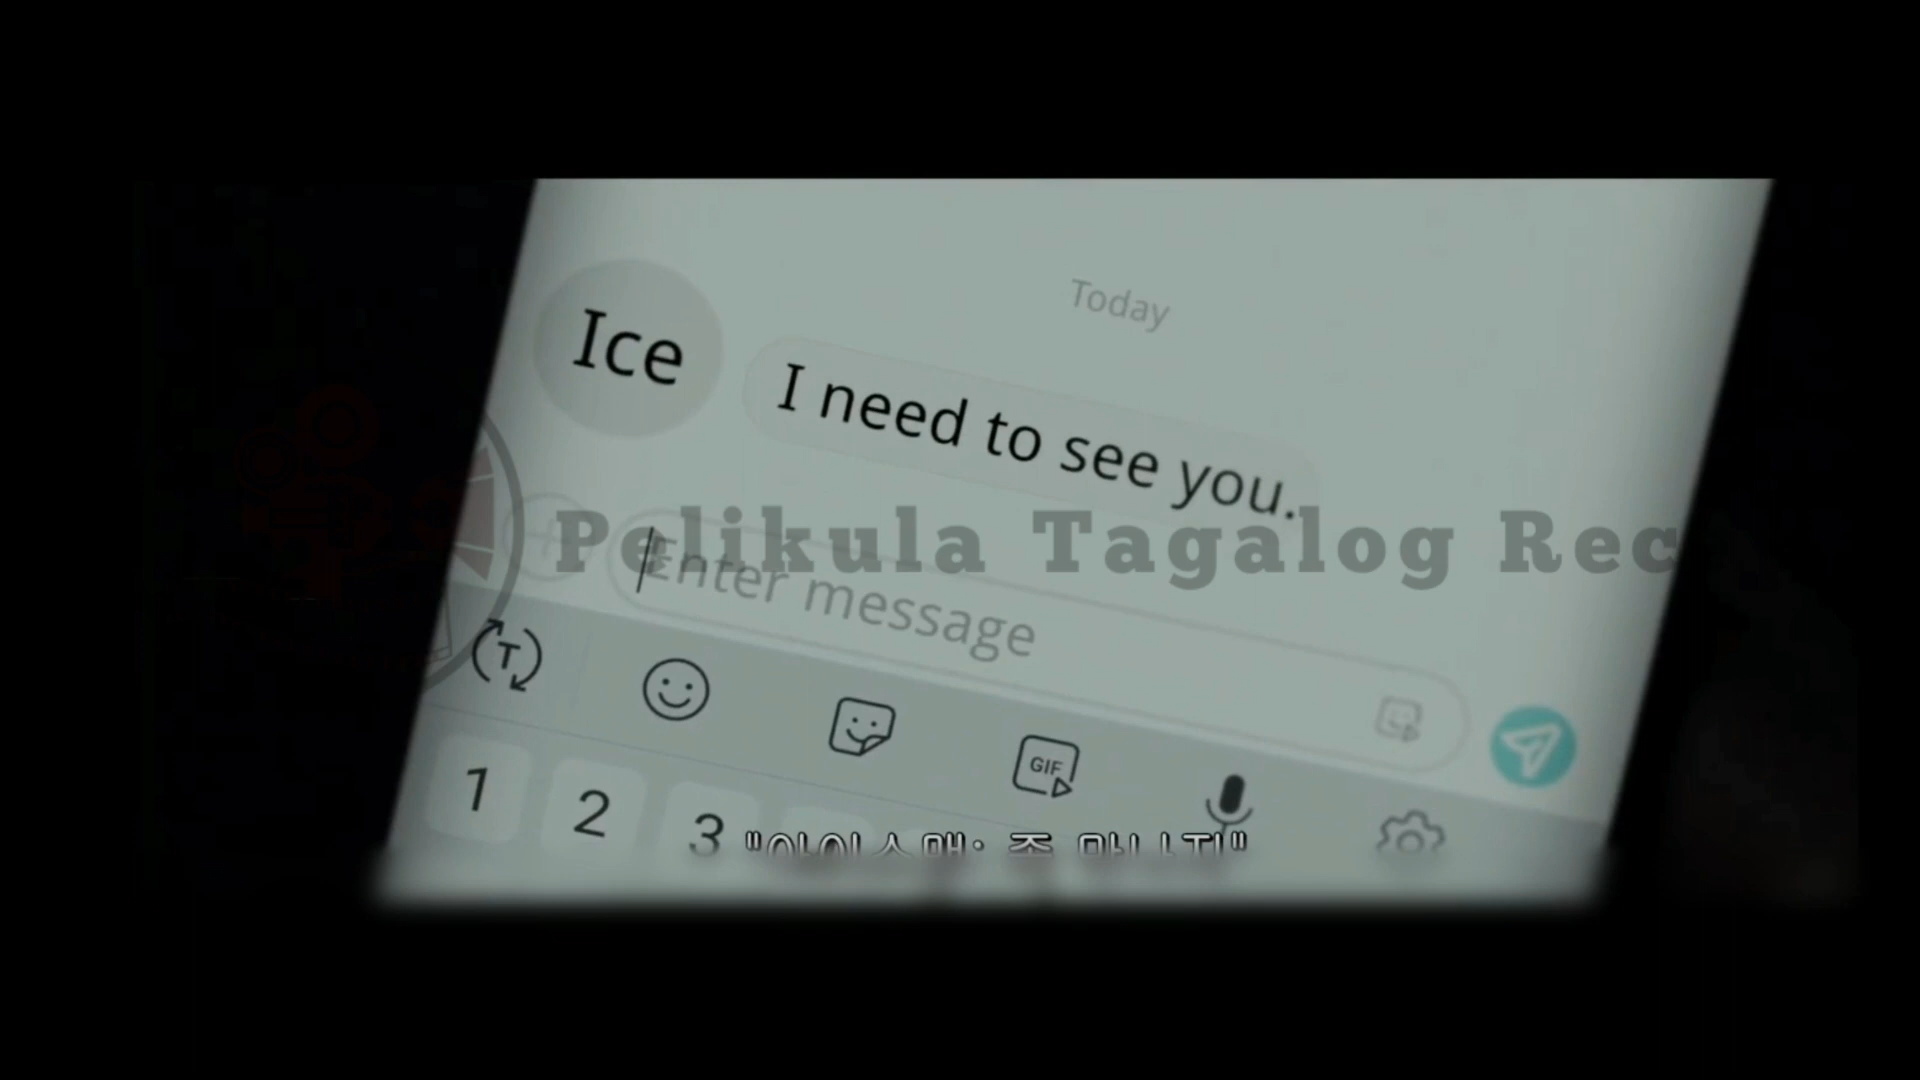 Today
Ice
I need to see you.
Pelikula Tagalog Rec
Enter message
T
GIF
1 2 3